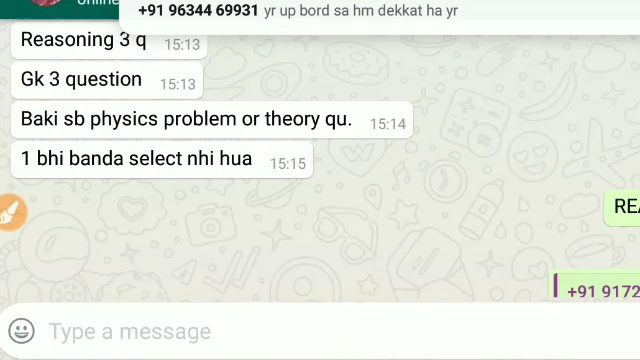 online
+91 96344 69931 yr up bord sa hm dekkat ha yr
Reasoning 3 q 15:13
Gk 3 question 15:13
Baki sb physics problem or theory qu. 15:14
1 bhi banda select nhi hua 15:15
+91 9172
Type a message